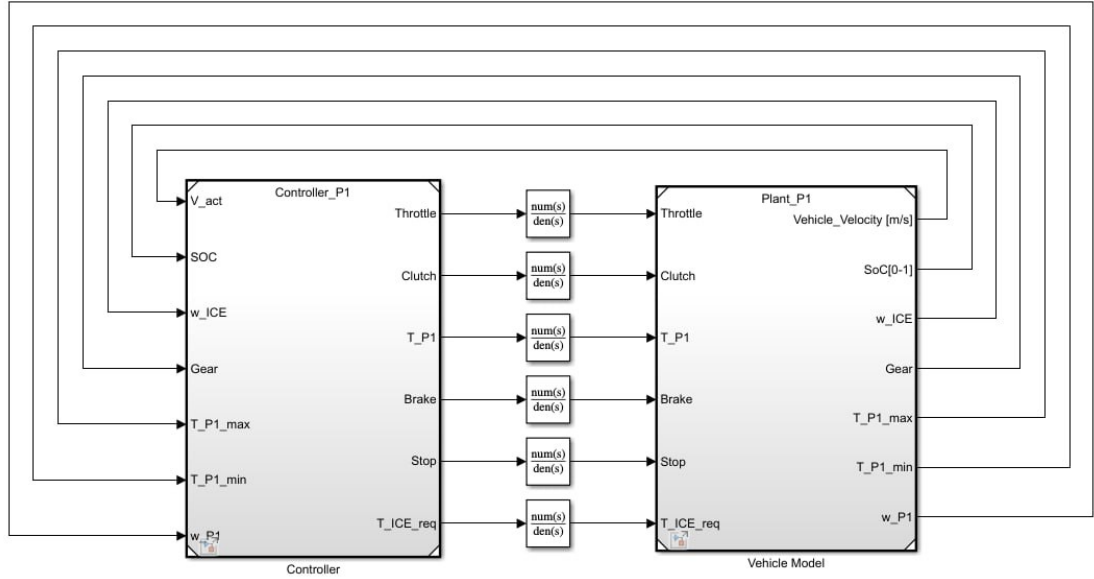 Controller_P1
V_act
SOC
w_ICE
Gear
T_P1_max
T_P1_min
w_P1
Throttle
Clutch
T_P1
Brake
Stop
T_ICE_req
Controller
num(s)
den(s)
num(s)
den(s)
num(s)
den(s)
num(s)
den(s)
num(s)
den(s)
num(s)
den(s)
Plant_P1
Throttle
Clutch
T_P1
Brake
Stop
T_ICE_req
Vehicle_Velocity [m/s]
SoC[0-1]
w_ICE
Gear
T_P1_max
T_P1_min
w_P1
Vehicle Model